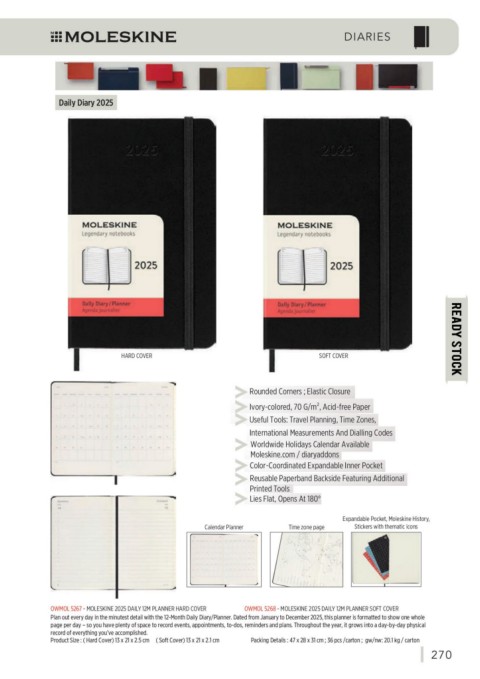 MOLESKINE
DIARIES
Daily Diary 2025
2025
2025
MOLESKINE
Legendary notebooks
2025
Daily Diary/Planner
MOLESKINE
Legendary notebooks
2025
Daily Diary/Planner
HARD COVER
SOFT COVER
READY STOCK
Rounded Corners ; Elastic Closure
Ivory-colored, 70 G/m², Acid-free Paper
Useful Tools: Travel Planning, Time Zones,
International Measurements And Dialling Codes
Worldwide Holidays Calendar Available
Moleskine.com / diaryaddons
Color-Coordinated Expandable Inner Pocket
Reusable Paperband Backside Featuring Additional
Printed Tools
Lies Flat, Opens At 180º
Calendar Planner
Time zone page
Expandable Pocket, Moleskine History,
Stickers with thematic icons
OWMOL 5267 - MOLESKINE 2025 DAILY 12M PLANNER HARD COVER
OWMOL 5268 - MOLESKINE 2025 DAILY 12M PLANNER SOFT COVER
Plan out every day in the minutest detail with the 12-Month Daily Diary/Planner. Dated from January to December 2025, this planner is formatted to show one whole
page per day – so you have plenty of space to record events, appointments, to-dos, reminders and plans. Throughout the year, it grows into a day-by-day physical
record of everything you've accomplished.
Product Size : ( Hard Cover) 13 x 21 x 2.5 cm ( Soft Cover) 13 x 21 x 2.1 cm
Packing Details : 47 x 28 x 31 cm ; 36 pcs /carton ; gw/nw: 20.1 kg / carton
270